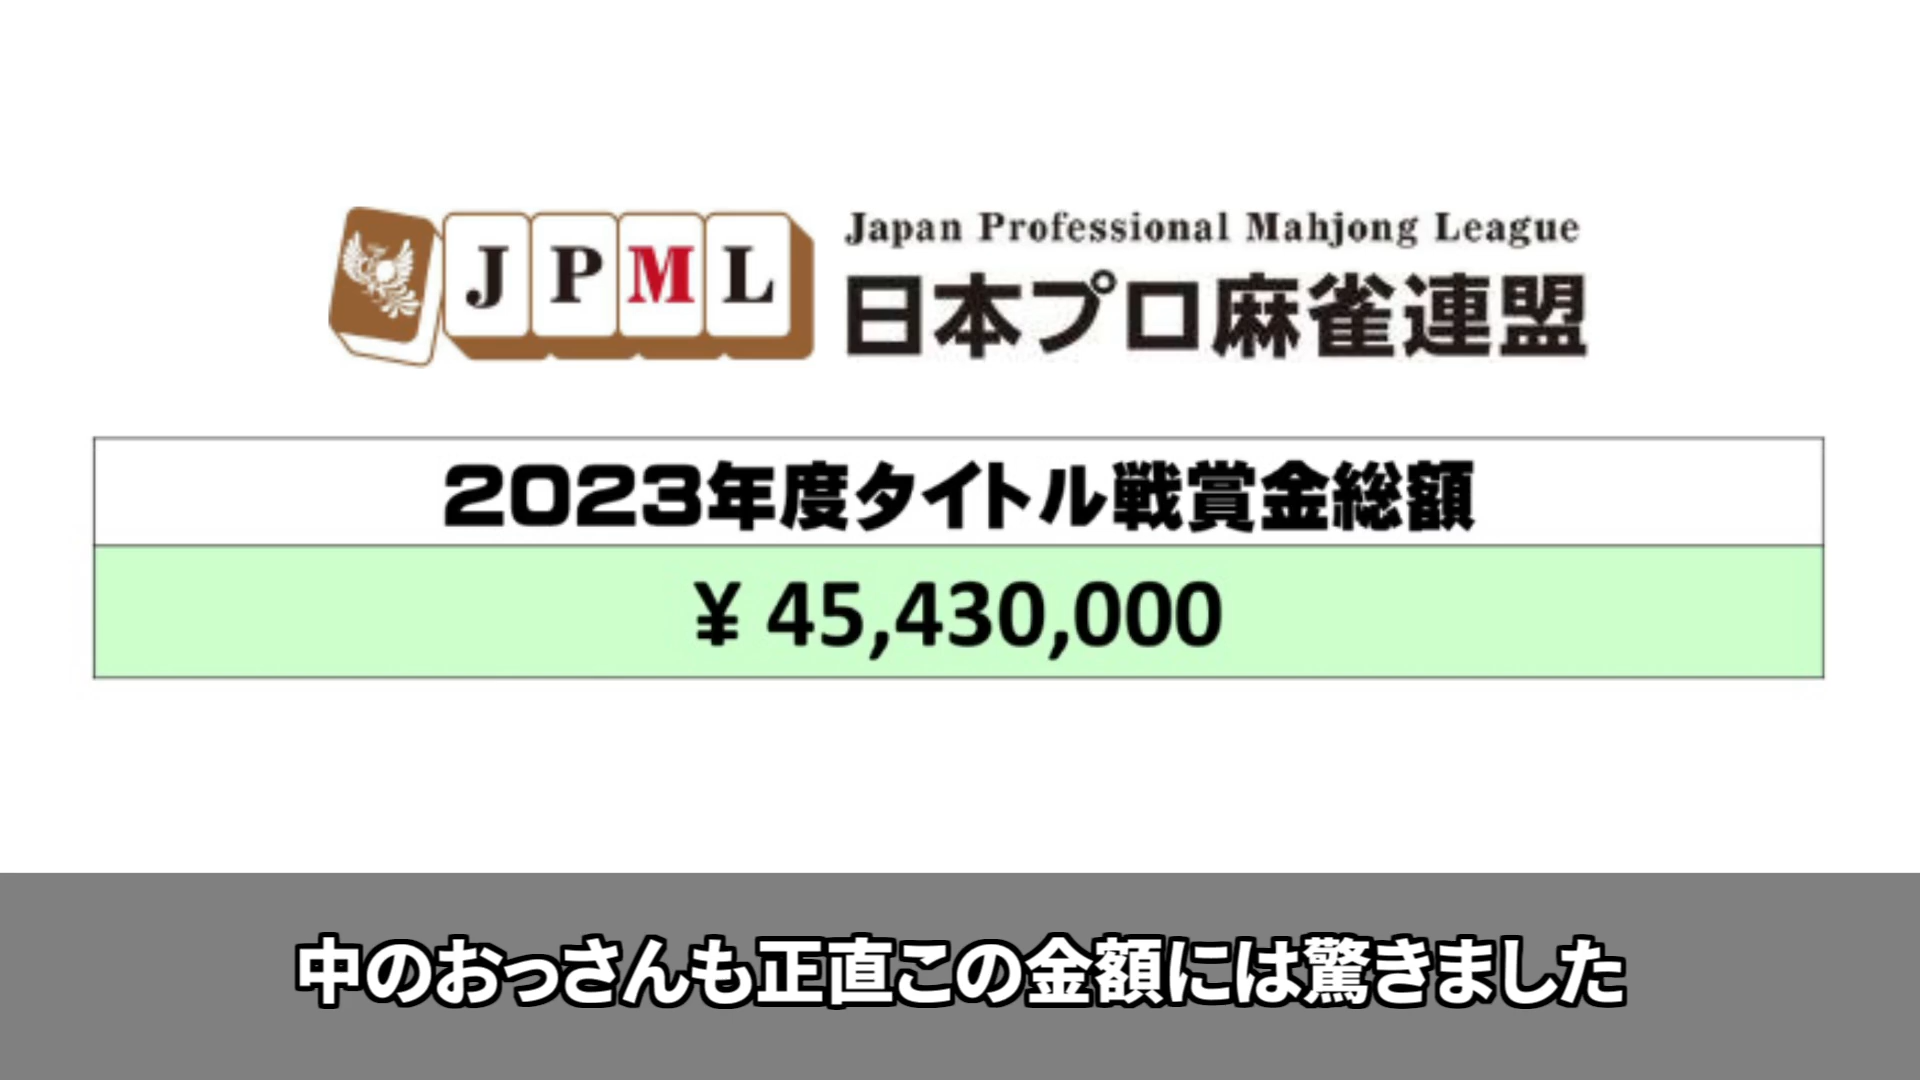 JPML
Japan Professional Mahjong League
日本プロ麻雀連盟
2023年度タイトル戦賞金総額
¥ 45,430,000
中のおっさんも正直この金額には驚きました